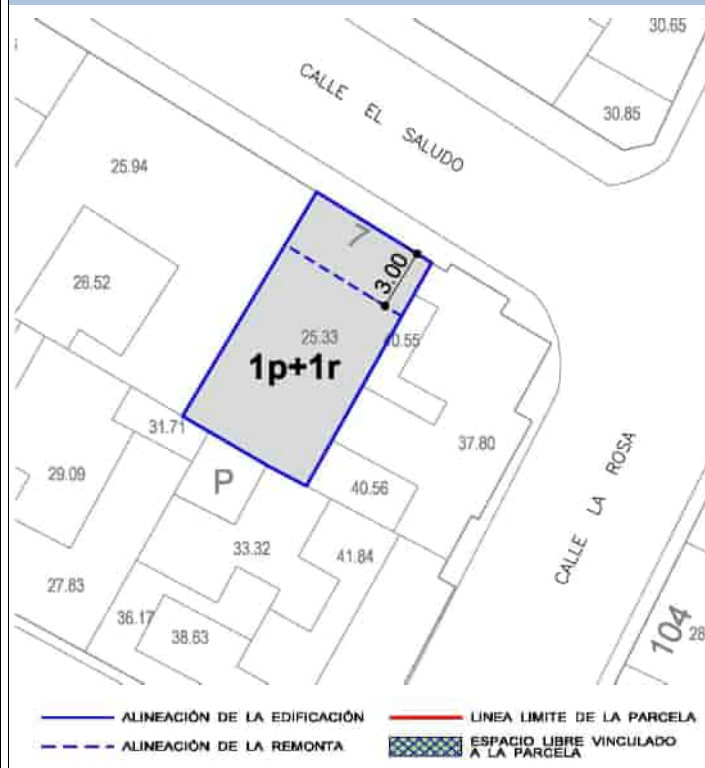 30.65
CALLE EL SALUDO
30.85
25.94
7
3.00
26.52
25.33
40.55
1p+1r
31.71
37.80
CALLE LA ROSA
29.09
P
40.56
33.32
41.84
27.83
36.17
38.63
104
28
ALINEACIÓN DE LA EDIFICACIÓN
LINEA LIMITE DE LA PARCELA
ALINEACIÓN DE LA REMONTA
ESPACIO LIBRE VINCULADO
A LA PARCELA